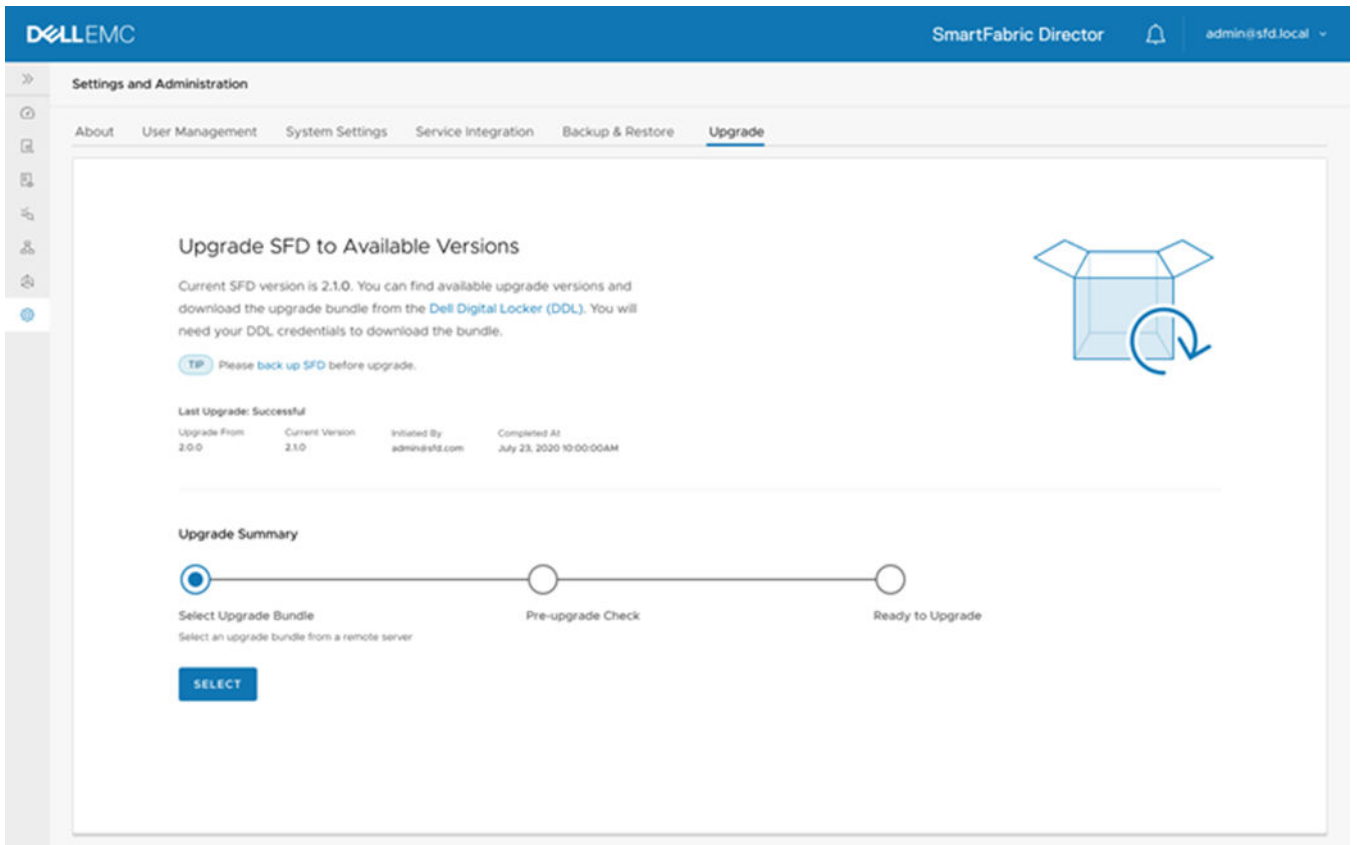 DELLEMC
SmartFabric Director
admin@sfd.local
Settings and Administration
About User Management System Settings Service Integration Backup & Restore Upgrade
Upgrade SFD to Available Versions
Current SFD version is 2.1.0. You can find available upgrade versions and
download the upgrade bundle from the Dell Digital Locker (DDL). You will
need your DDL credentials to download the bundle.
TIP Please back up SFD before upgrade.
Last Upgrade: Successful
Upgrade From Current Version Initiated By Completed At
2.0.0 2.1.0 admin@sfd.com July 23, 2020 10:00:00AM
Upgrade Summary
Select Upgrade Bundle Pre-upgrade Check Ready to Upgrade
Select an upgrade bundle from a remote server
SELECT